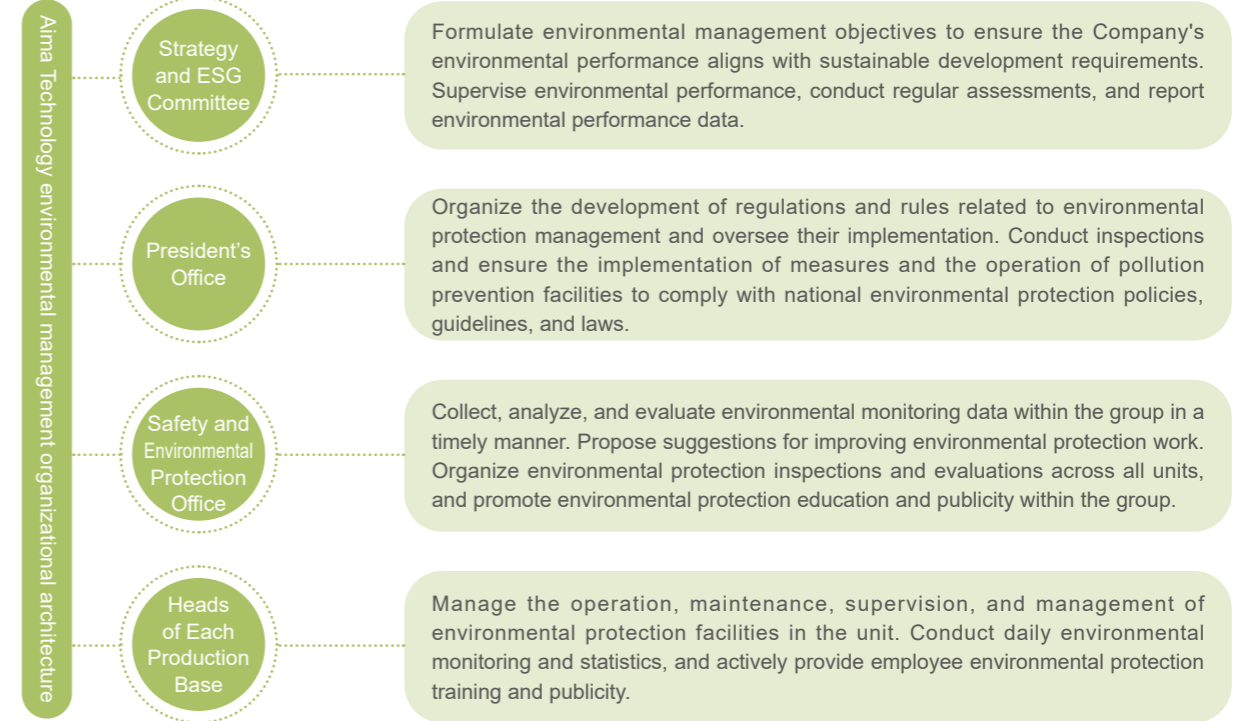 Aima Technology environmental management organizational architecture
Strategy
and ESG
Committee
Formulate environmental management objectives to ensure the Company's
environmental performance aligns with sustainable development requirements.
Supervise environmental performance, conduct regular assessments, and report
environmental performance data.
President’s
Office
Organize the development of regulations and rules related to environmental
protection management and oversee their implementation. Conduct inspections
and ensure the implementation of measures and the operation of pollution
prevention facilities to comply with national environmental protection policies,
guidelines, and laws.
Safety and
Environmental
Protection
Office
Collect, analyze, and evaluate environmental monitoring data within the group in a
timely manner. Propose suggestions for improving environmental protection work.
Organize environmental protection inspections and evaluations across all units,
and promote environmental protection education and publicity within the group.
Heads
of Each
Production
Base
Manage the operation, maintenance, supervision, and management of
environmental protection facilities in the unit. Conduct daily environmental
monitoring and statistics, and actively provide employee environmental protection
training and publicity.